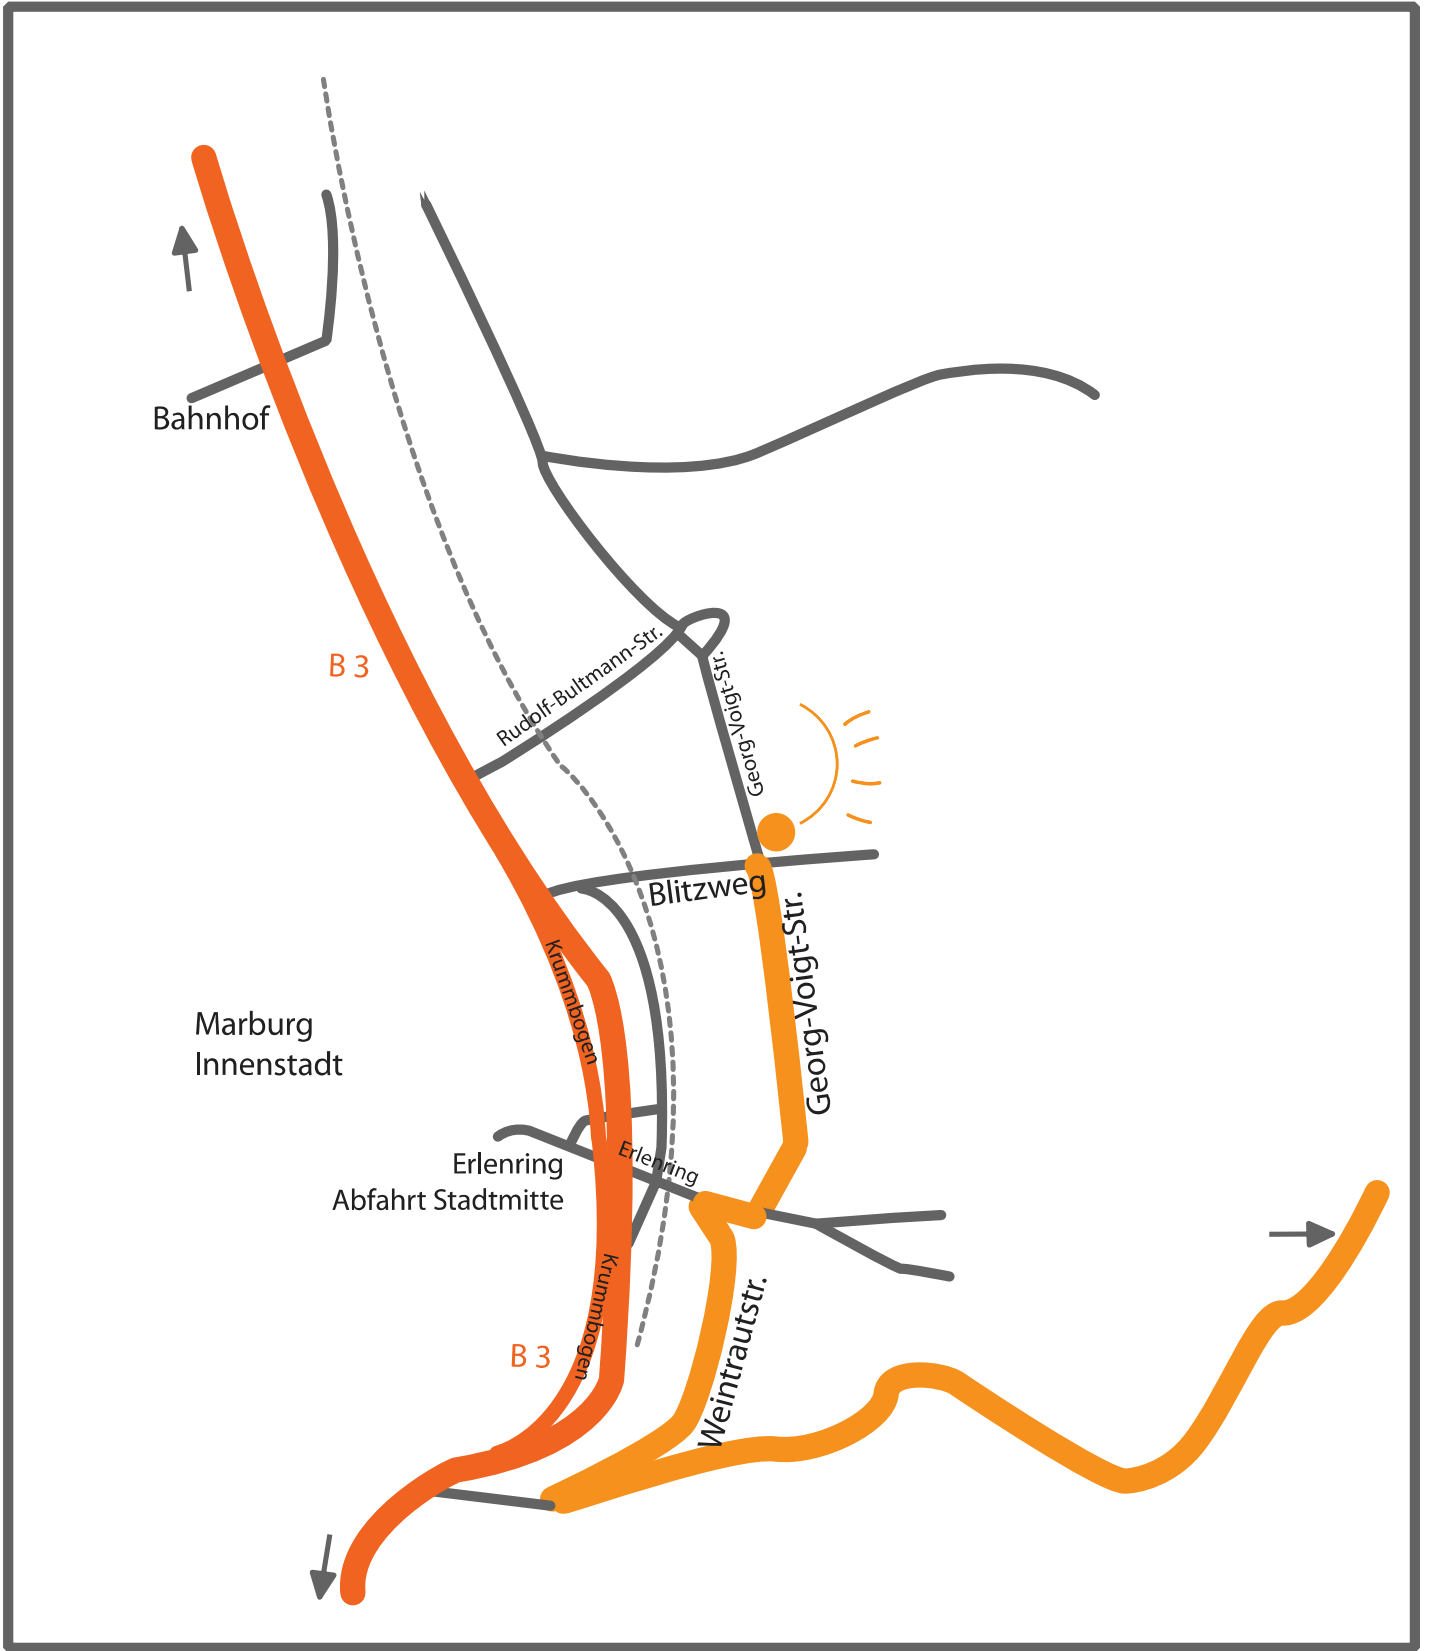 Bahnhof
B 3
Rudolf-Bultmann-Str.
Georg-Voigt-Str.
Blitzweg
Georg-Voigt-Str.
Krummbogen
Marburg
Innenstadt
Erlenring
Erlenring
Abfahrt Stadtmitte
Krummbogen
Weintrautstr.
B 3